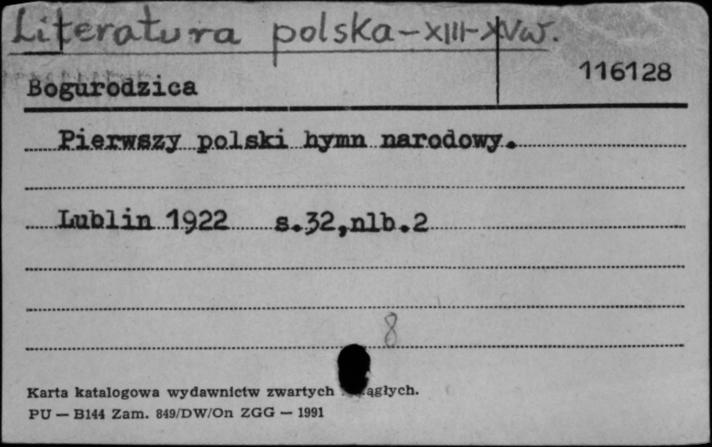 Literatura polska-XIII-XVw.
116128
Bogurodzica
Pierwszy polski hymn narodowy.
Lublin 1922 s.32,nlb.2
8
Karta katalogowa wydawnictw zwartych
PU — B144 Zam. 849/DW/On ZGG — 1991